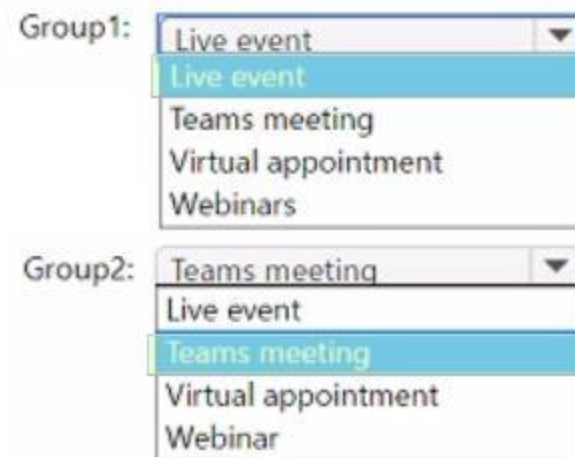 Group1: Live event
Live event
Teams meeting
Virtual appointment
Webinars
Group2: Teams meeting
Live event
Teams meeting
Virtual appointment
Webinar